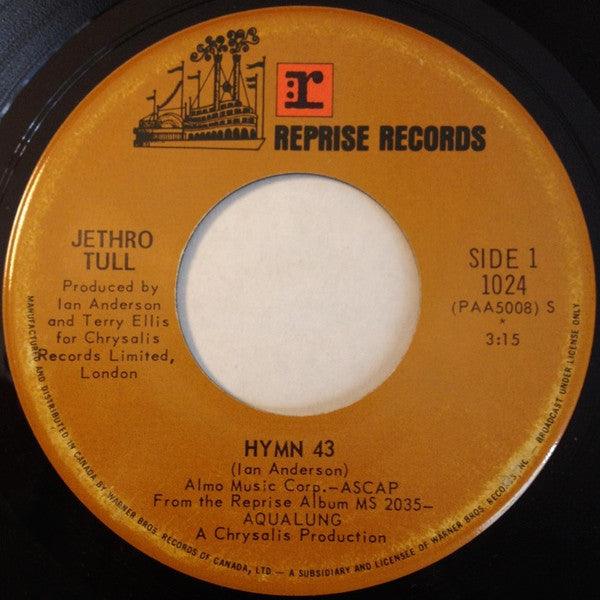 r:
REPRISE RECORDS
JETHRO
TULL
Produced by
Ian Anderson
and Terry Ellis
for Chrysalis
Records Limited,
London
SIDE 1
1024
(PAA5008) S
*
3:15
HYMN 43
(Ian Anderson)
Almo Music Corp.-ASCAP
From the Reprise Album MS 2035-
AQUALUNG
A Chrysalis Production
MANUFACTURED AND DISTRIBUTED IN CANADA BY WARNER BROS. RECORDS OF CANADA, LTD — A SUBSIDIARY AND LICENSEE OF WARNER BROS. RECORDS, INC — BROADCAST UNDER LICENSE ONLY.